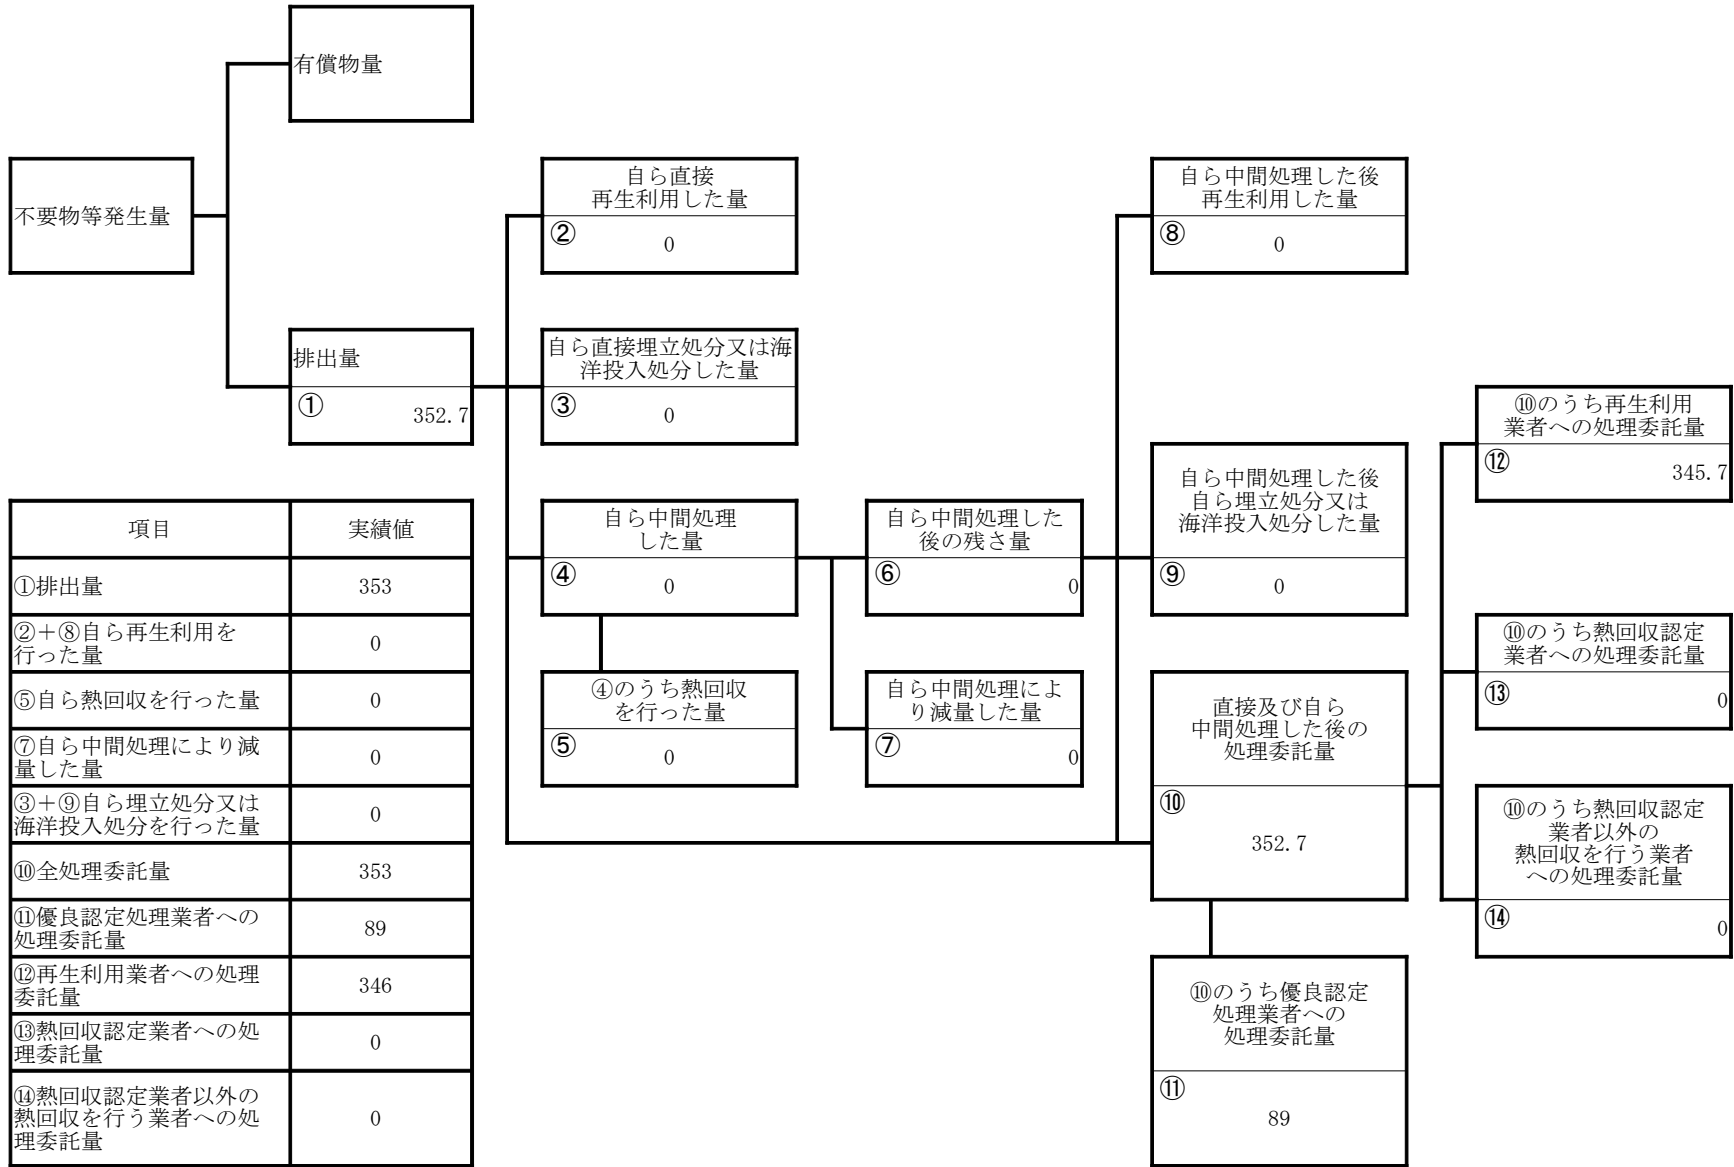 有償物量
不要物等発生量
排出量
①
352.7
自ら直接
再生利用した量
②
0
自ら直接埋立処分又は海
洋投入処分した量
③
0
自ら中間処理
した量
④
0
④のうち熱回収
を行った量
⑤
0
自ら中間処理した
後の残さ量
⑥
0
自ら中間処理によ
り減量した量
⑦
0
自ら中間処理した後
再生利用した量
⑧
0
自ら中間処理した後
自ら埋立処分又は
海洋投入処分した量
⑨
0
直接及び自ら
中間処理した後の
処理委託量
⑩
352.7
⑩のうち優良認定
処理業者への
処理委託量
⑪
89
⑩のうち再生利用
業者への処理委託量
⑫
345.7
⑩のうち熱回収認定
業者への処理委託量
⑬
0
⑩のうち熱回収認定
業者以外の
熱回収を行う業者
への処理委託量
⑭
0
項目 実績値
①排出量 353
②＋⑧自ら再生利用を
行った量 0
⑤自ら熱回収を行った量 0
⑦自ら中間処理により減
量した量 0
③＋⑨自ら埋立処分又は
海洋投入処分を行った量 0
⑩全処理委託量 353
⑪優良認定処理業者への
処理委託量 89
⑫再生利用業者への処理
委託量 346
⑬熱回収認定業者への処
理委託量 0
⑭熱回収認定業者以外の
熱回収を行う業者への処
理委託量 0